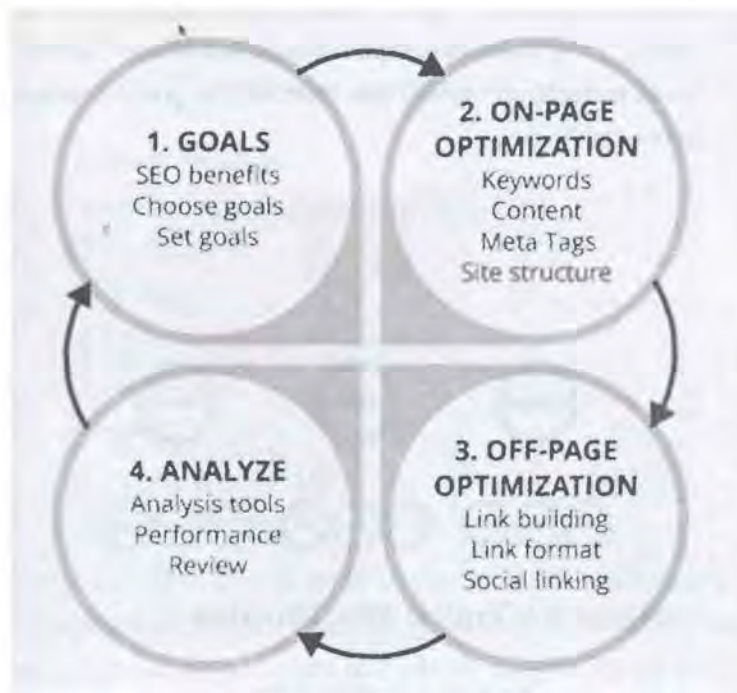 1. GOALS
SEO benefits
Choose goals
Set goals
2. ON-PAGE
OPTIMIZATION
Keywords
Content
Meta Tags
Site structure
3. OFF-PAGE
OPTIMIZATION
Link building
Link format
Social linking
4. ANALYZE
Analysis tools
Performance
Review